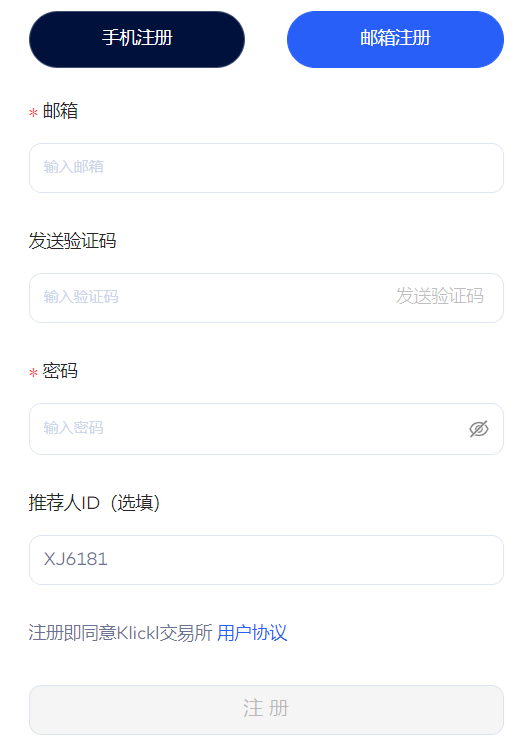 手机注册 邮箱注册
* 邮箱
输入邮箱
发送验证码
输入验证码 发送验证码
* 密码
输入密码
推荐人ID（选填）
XJ6181
注册即同意Klickl交易所 用户协议
注 册